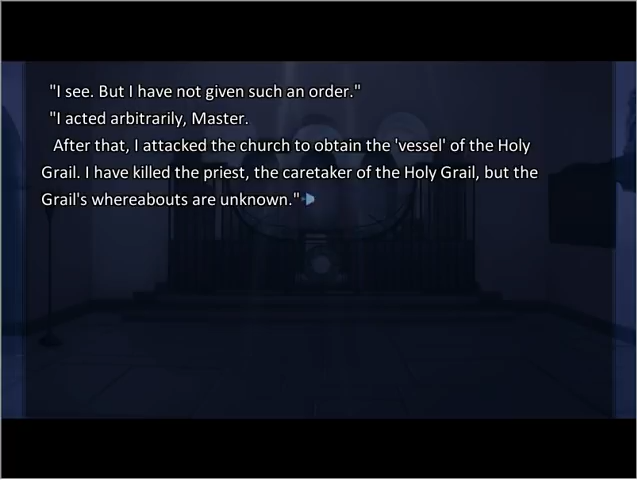 "I see. But I have not given such an order."
"I acted arbitrarily, Master.
After that, I attacked the church to obtain the 'vessel' of the Holy
Grail. I have killed the priest, the caretaker of the Holy Grail, but the
Grail's whereabouts are unknown."